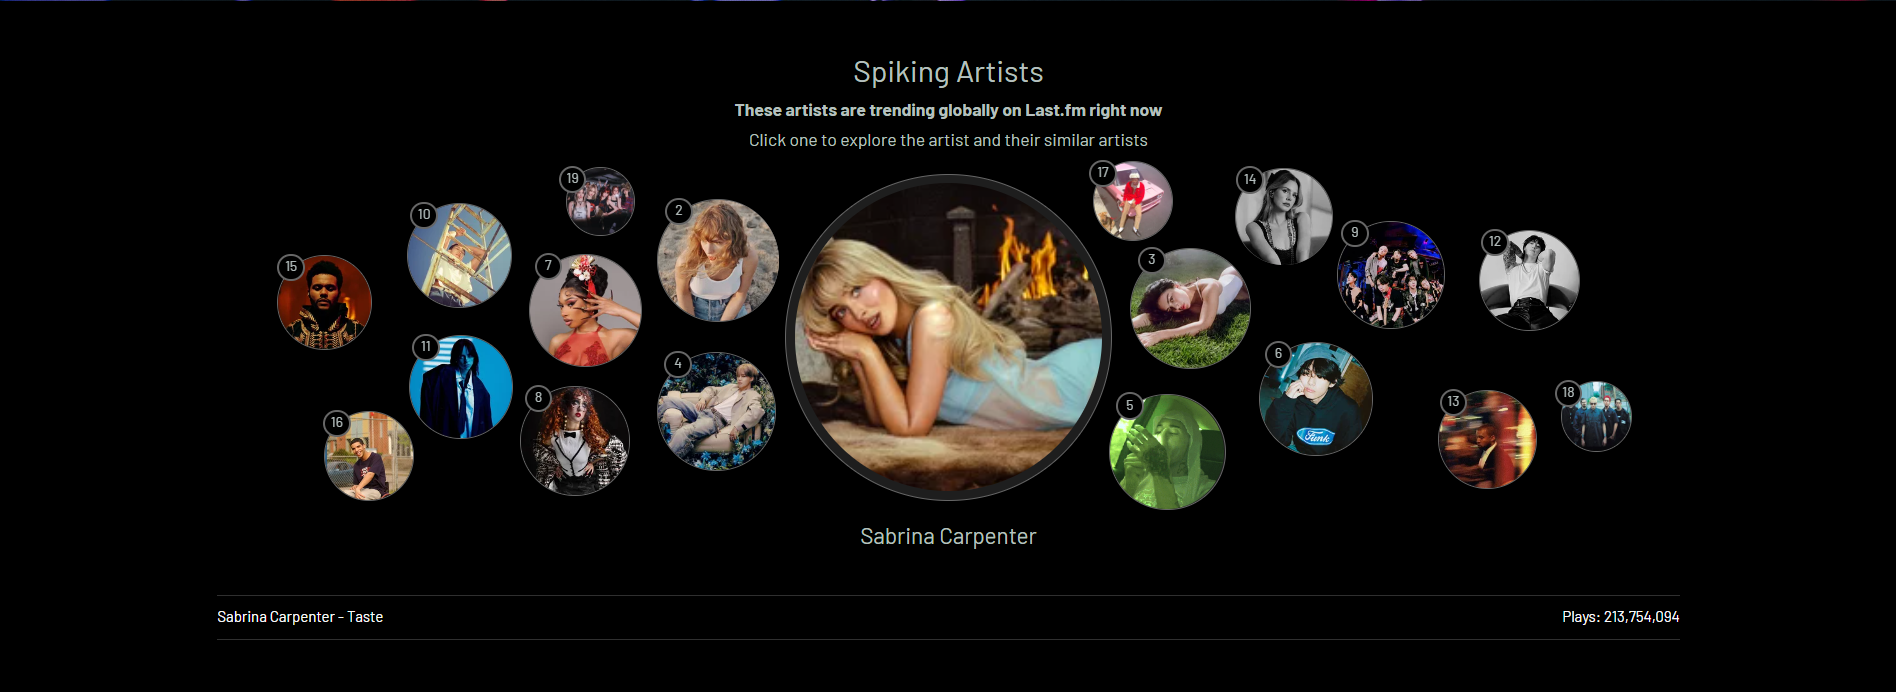 Spiking Artists
These artists are trending globally on Last.fm right now
Click one to explore the artist and their similar artists
19
17
14
10
2
9
12
15
7
3
11
4
6
8
5
13
18
16
Funk
Sabrina Carpenter
Sabrina Carpenter - Taste
Plays: 213,754,094